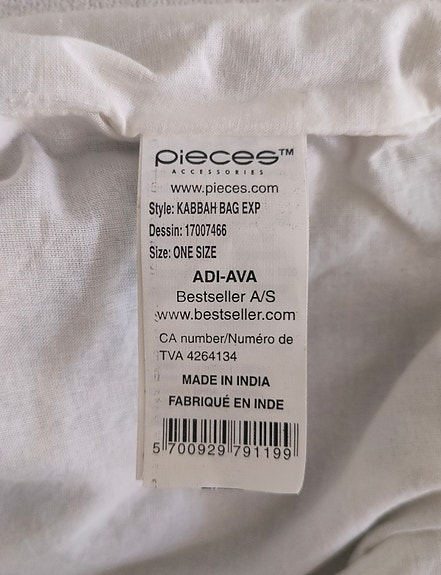 pieces™
ACCESSORIES
www.pieces.com
Style: KABBAH BAG EXP
Dessin: 17007466
Size: ONE SIZE
ADI-AVA
Bestseller A/S
www.bestseller.com
CA number/Numéro de
TVA 4264134
MADE IN INDIA
FABRIQUÉ EN INDE
5 700929 791199